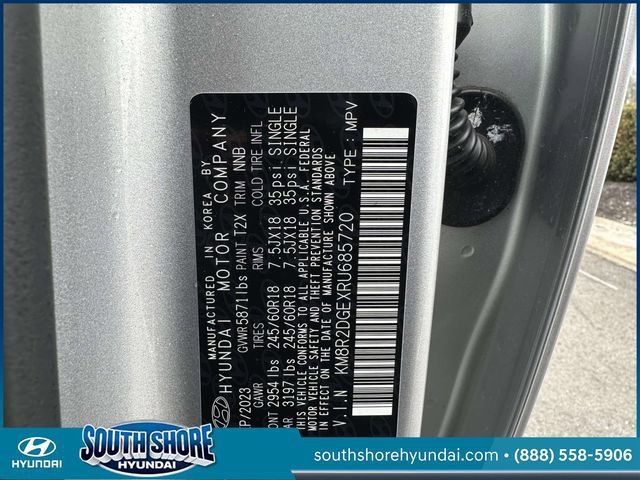 MANUFACTURED IN KOREA BY
HYUNDAI MOTOR COMPANY
P/2023 GVWR 5871lbs PAINT T2X TRIM NNB
GAWR TIRES RIMS COLD TIRE INFL
ONT 2954 lbs 245/60R18 7.5JX18 35psi SINGLE
AR 3197 lbs 245/60R18 7.5JX18 35psi SINGLE
THIS VEHICLE CONFORMS TO ALL APPLICABLE U.S.A. FEDERAL
MOTOR VEHICLE SAFETY AND THEFT PREVENTION STANDARDS
IN EFFECT ON THE DATE OF MANUFACTURE SHOWN ABOVE
V.I.N KM8R2DGEXRU685720 TYPE : MPV
HYUNDAI
SOUTH SHORE
HYUNDAI
southshorehyundai.com • (888) 558-5906